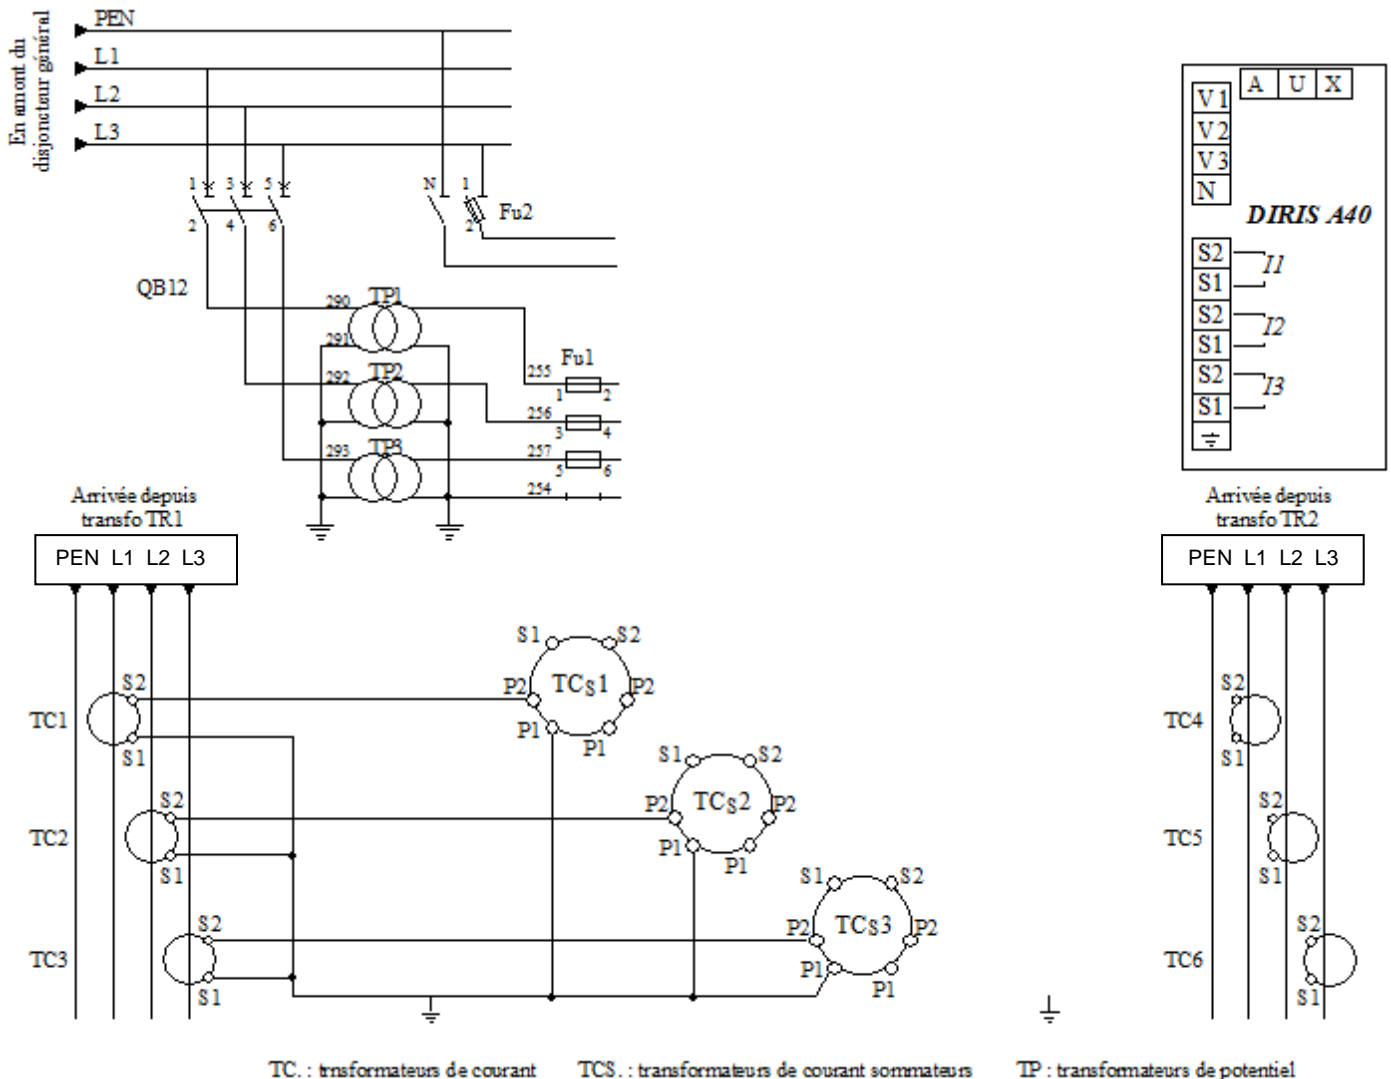 En amont du
disjoncteur général
PEN
L1
L2
L3
1 3 5
2 4 6
N 1
2
Fu2
QB12
290 TP1
291
292 TP2
293 TP3
Fu1
255
1 2
256
3 4
257
5 6
254
A U X
V1
V2
V3
N
DIRIS A40
S2
I1
S1
S2
I2
S1
S2
I3
S1
Arrivée depuis
transfo TR1
PEN L1 L2 L3
Arrivée depuis
transfo TR2
PEN L1 L2 L3
S1 S2
TCS1
P2 P2
P1 P1
S1 S2
TCS2
P2 P2
P1 P1
S1 S2
TCS3
P2 P2
P1 P1
S2
TC1
S1
S2
TC2
S1
S2
TC3
S1
S2
TC4
S1
S2
TC5
S1
S2
TC6
S1
TC. : trnsformateurs de courant TCS. : transformateurs de courant sommateurs TP : transformateurs de potentiel